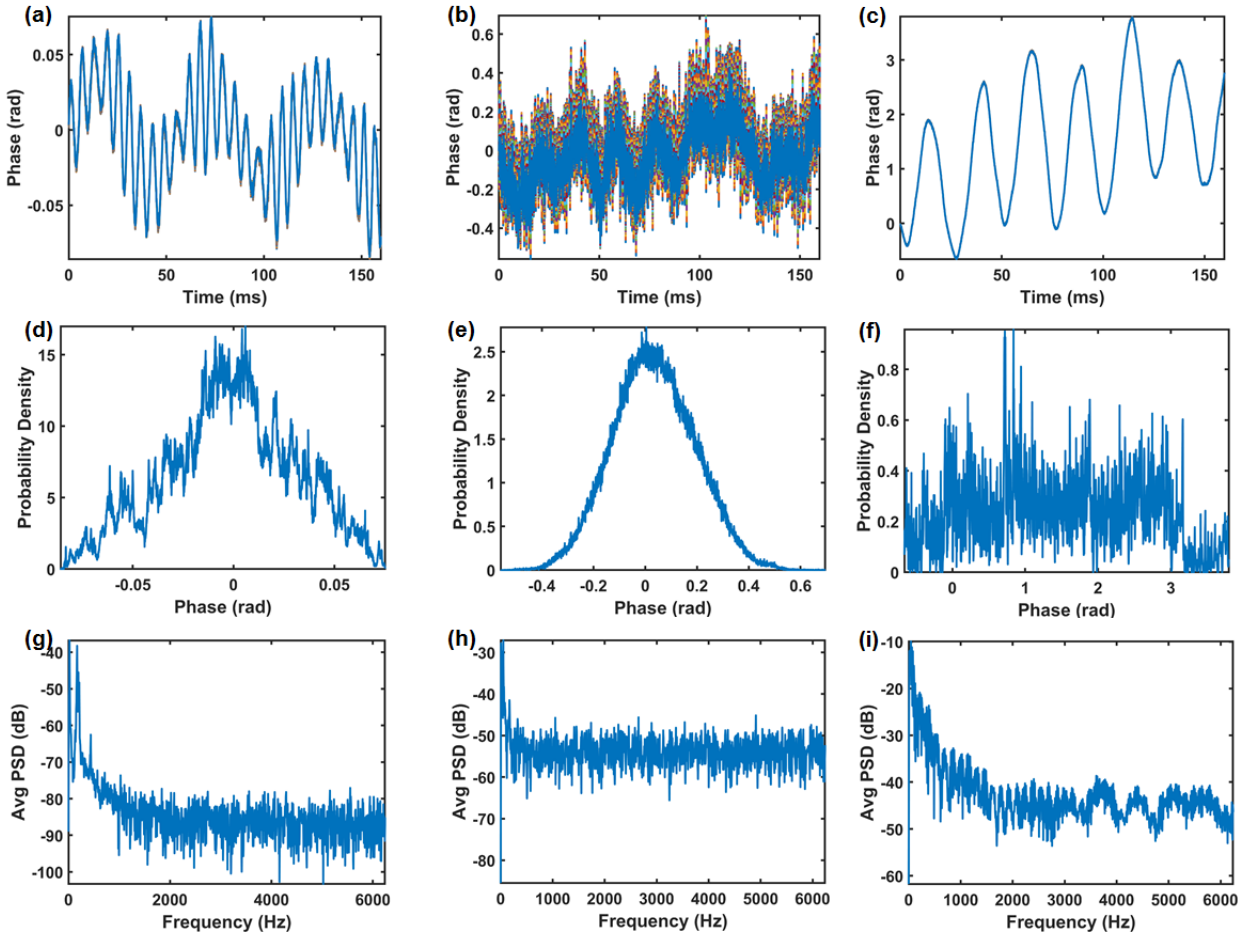 (a)
Phase (rad)
0.05
0
-0.05
0 50 100 150
Time (ms)
(b)
Phase (rad)
0.6
0.4
0.2
0
-0.2
-0.4
0 50 100 150
Time (ms)
(c)
Phase (rad)
3
2
1
0
0 50 100 150
Time (ms)
(d)
Probability Density
15
10
5
0
-0.05 0 0.05
Phase (rad)
(e)
Probability Density
2.5
2
1.5
1
0.5
0
-0.4 -0.2 0 0.2 0.4 0.6
Phase (rad)
(f)
Probability Density
0.8
0.6
0.4
0.2
0
0 1 2 3
Phase (rad)
(g)
Avg PSD (dB)
-40
-50
-60
-70
-80
-90
-100
0 2000 4000 6000
Frequency (Hz)
(h)
Avg PSD (dB)
-30
-40
-50
-60
-70
-80
0 1000 2000 3000 4000 5000 6000
Frequency (Hz)
(i)
Avg PSD (dB)
-10
-20
-30
-40
-50
-60
0 1000 2000 3000 4000 5000 6000
Frequency (Hz)